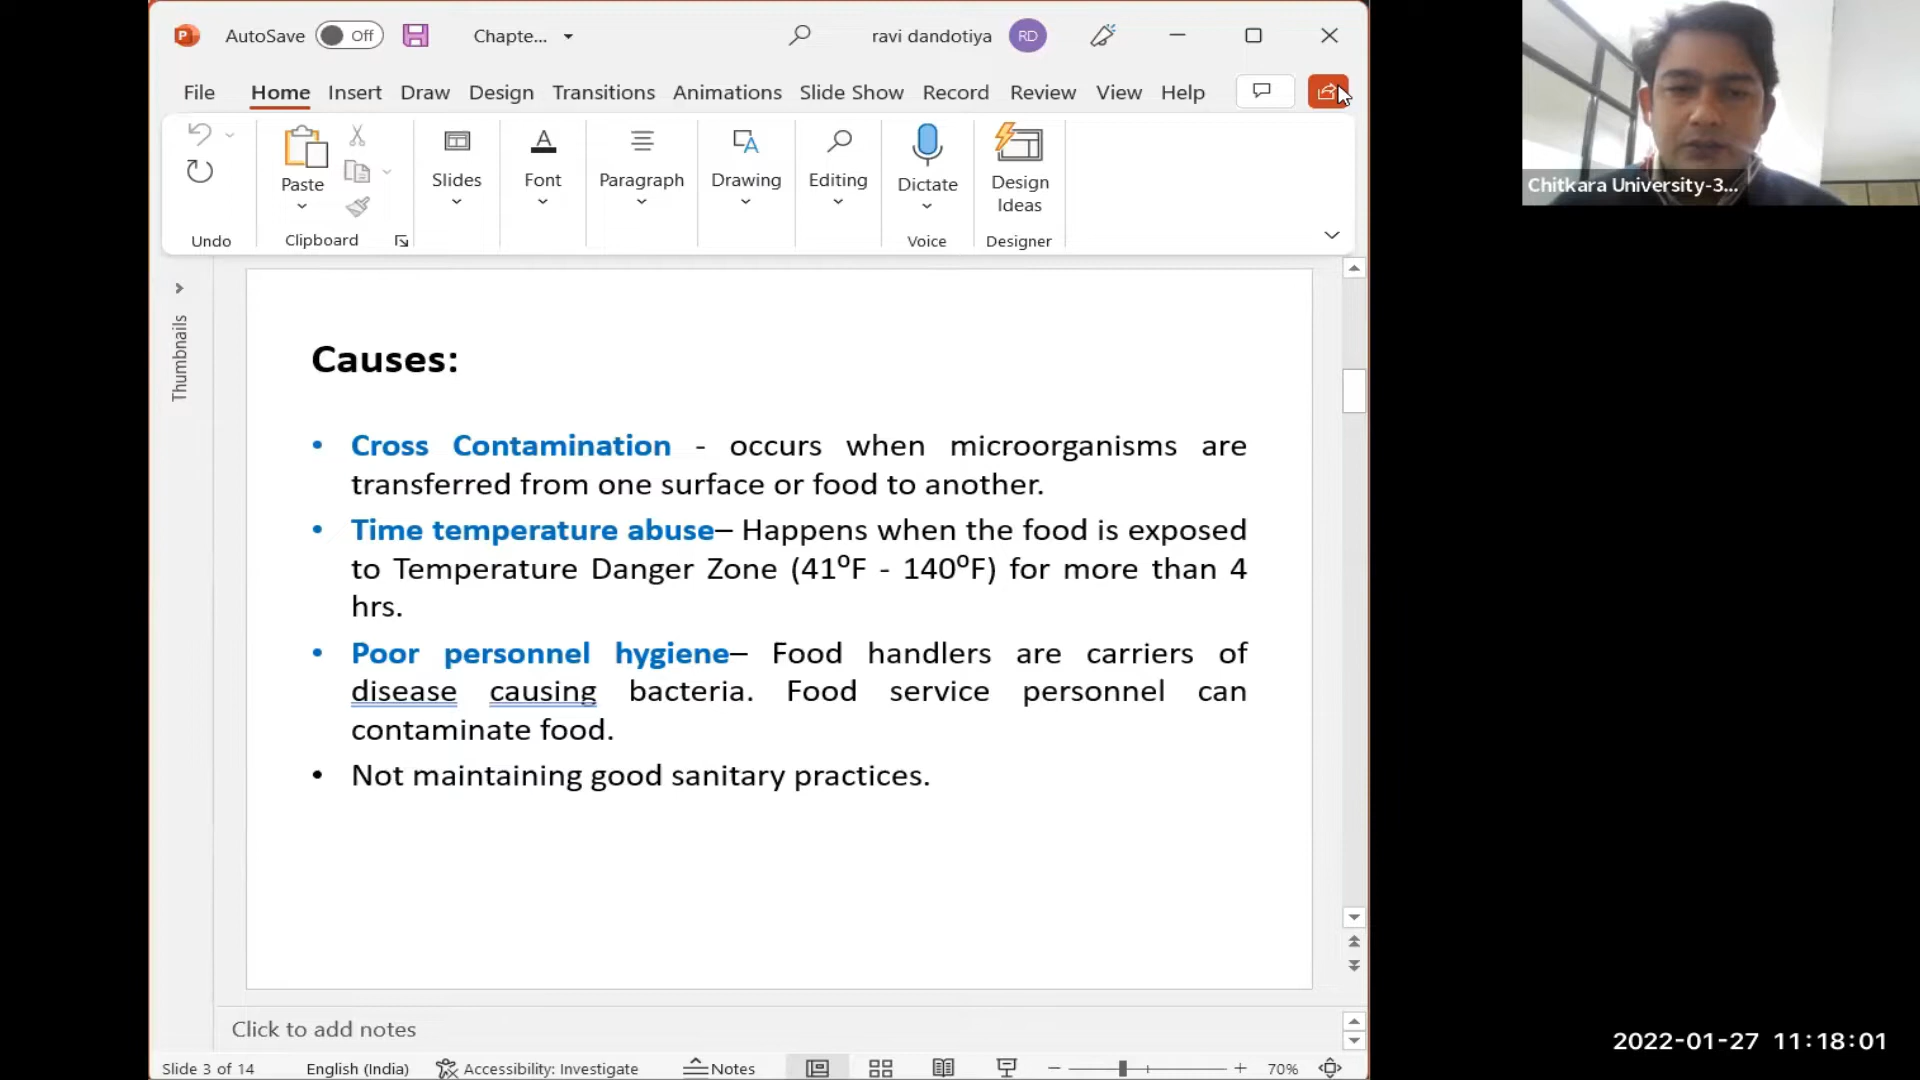 AutoSave Off Chapte... ravi dandotiya RD
File Home Insert Draw Design Transitions Animations Slide Show Record Review View Help
Paste Slides Font Paragraph Drawing Editing Dictate Design Ideas
Undo Clipboard Voice Designer
Chitkara University-3...
Thumbnails
Causes:
• Cross Contamination - occurs when microorganisms are
transferred from one surface or food to another.
• Time temperature abuse– Happens when the food is exposed
to Temperature Danger Zone (41⁰F - 140⁰F) for more than 4
hrs.
• Poor personnel hygiene– Food handlers are carriers of
disease causing bacteria. Food service personnel can
contaminate food.
• Not maintaining good sanitary practices.
Click to add notes
Slide 3 of 14 English (India) Accessibility: Investigate Notes 70%
2022-01-27 11:18:01